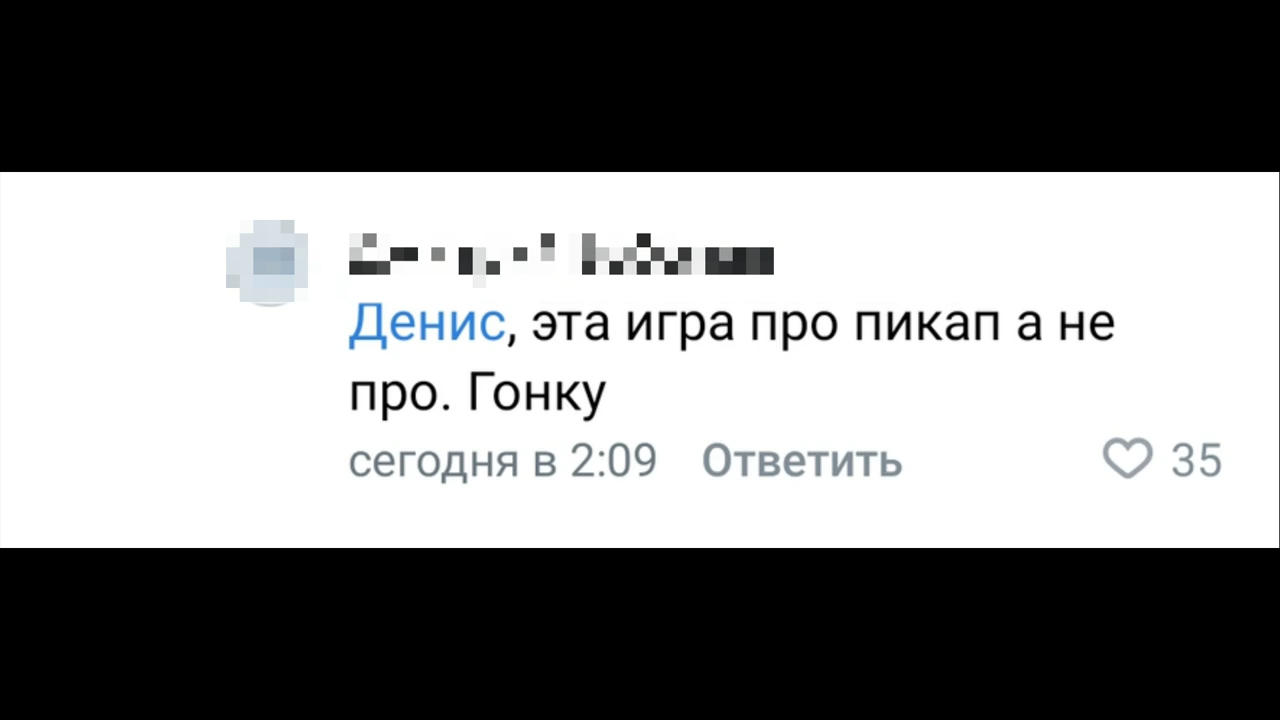 Денис, эта игра про пикап а не
про. Гонку
сегодня в 2:09 Ответить 35